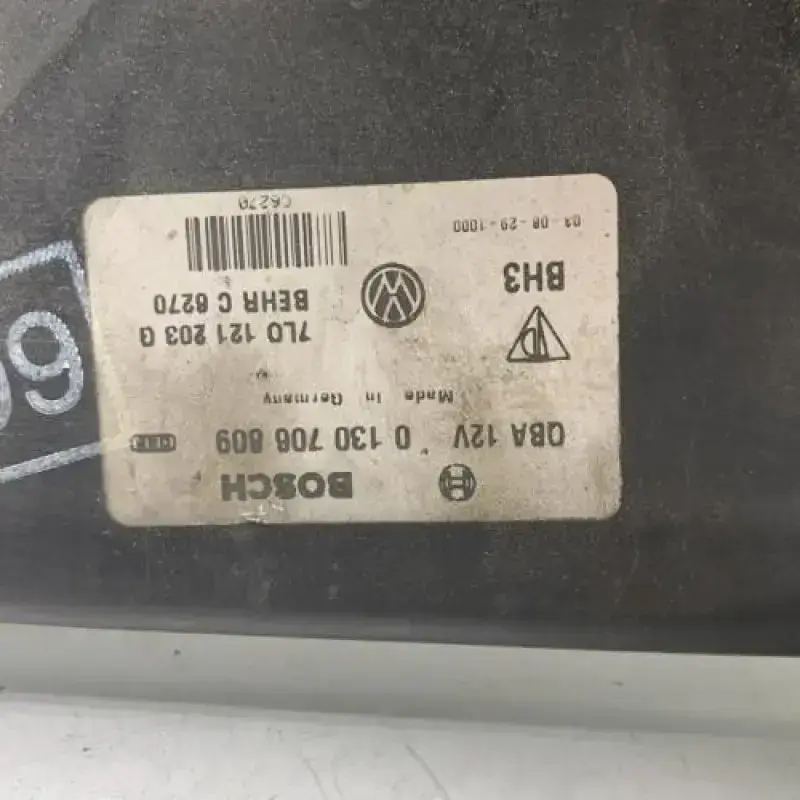 BOSCH
QBA 12V 0 130 706 809
Made in Germany
7L0 121 203 G
BH3
BEHR C 6270
03-08-29-1000
C6270